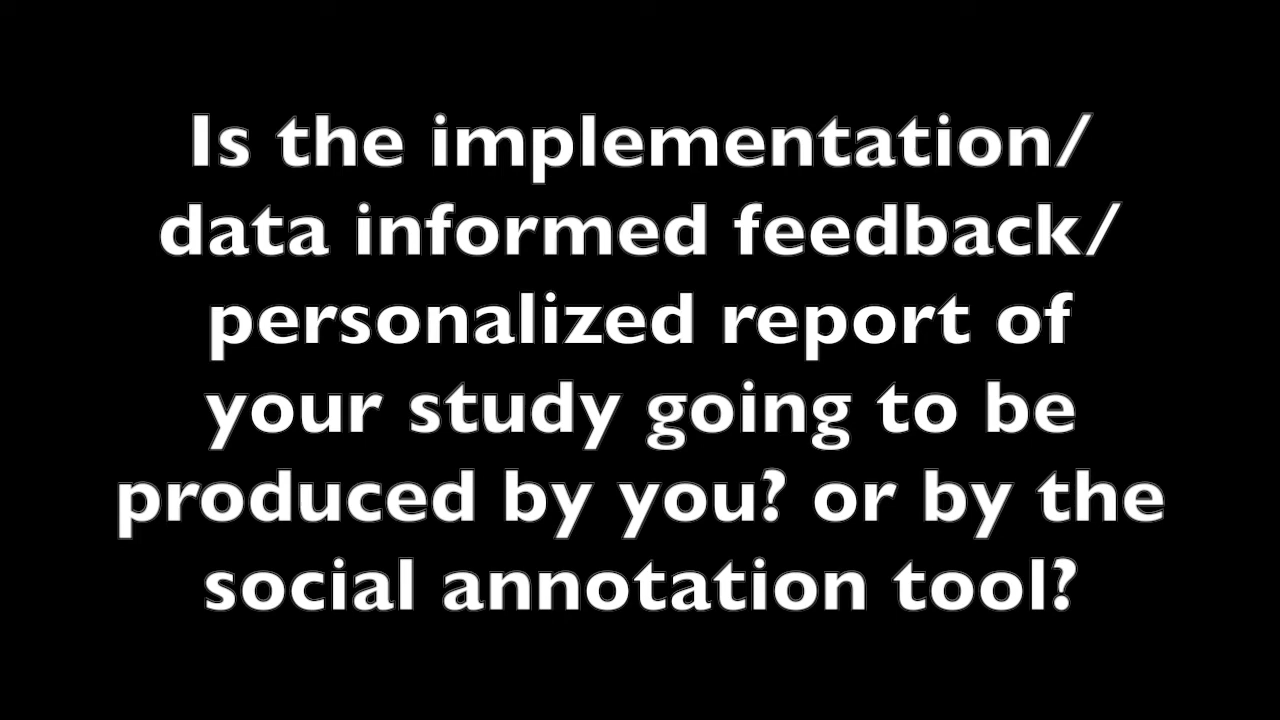 Is the implementation/
data informed feedback/
personalized report of
your study going to be
produced by you? or by the
social annotation tool?